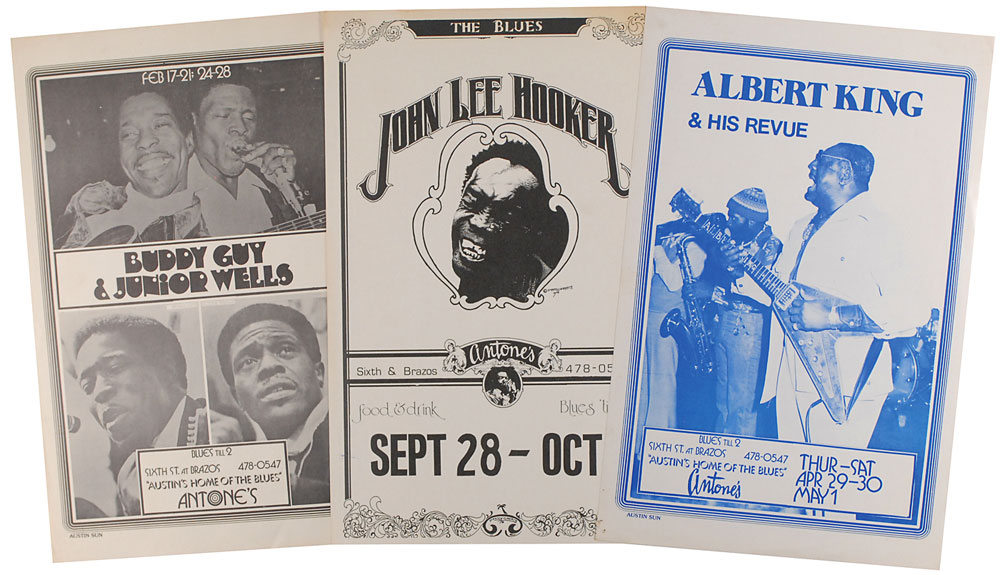 FEB 17-21; 24-28
BUDDY GUY
& JUNIOR WELLS
BLUES TILL 2
SIXTH ST. AT BRAZOS 478-0547
"AUSTIN'S HOME OF THE BLUES"
ANTONE'S
AUSTIN SUN
THE BLUES
JOHN LEE HOOKER
antone's
Sixth & Brazos 478-05
food & drink Blues
SEPT 28 – OCT
ALBERT KING
& HIS REVUE
BLUES TILL 2
SIXTH ST. AT BRAZOS 478-0547
"AUSTIN'S HOME OF THE BLUES"
antone's
THUR–SAT
APR 29–30
MAY 1
AUSTIN SUN